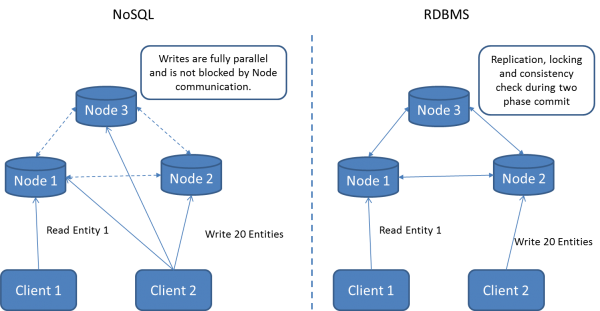 NoSQL
Writes are fully parallel
and is not blocked by Node
communication.
Node 3
Node 1
Node 2
Read Entity 1
Write 20 Entities
Client 1
Client 2
RDBMS
Replication, locking
and consistency
check during two
phase commit
Node 3
Node 1
Node 2
Read Entity 1
Write 20 Entities
Client 1
Client 2